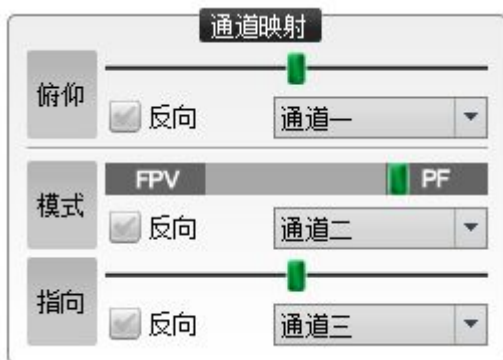 通道映射
俯仰
反向 通道一
FPV PF
模式
反向 通道二
指向
反向 通道三